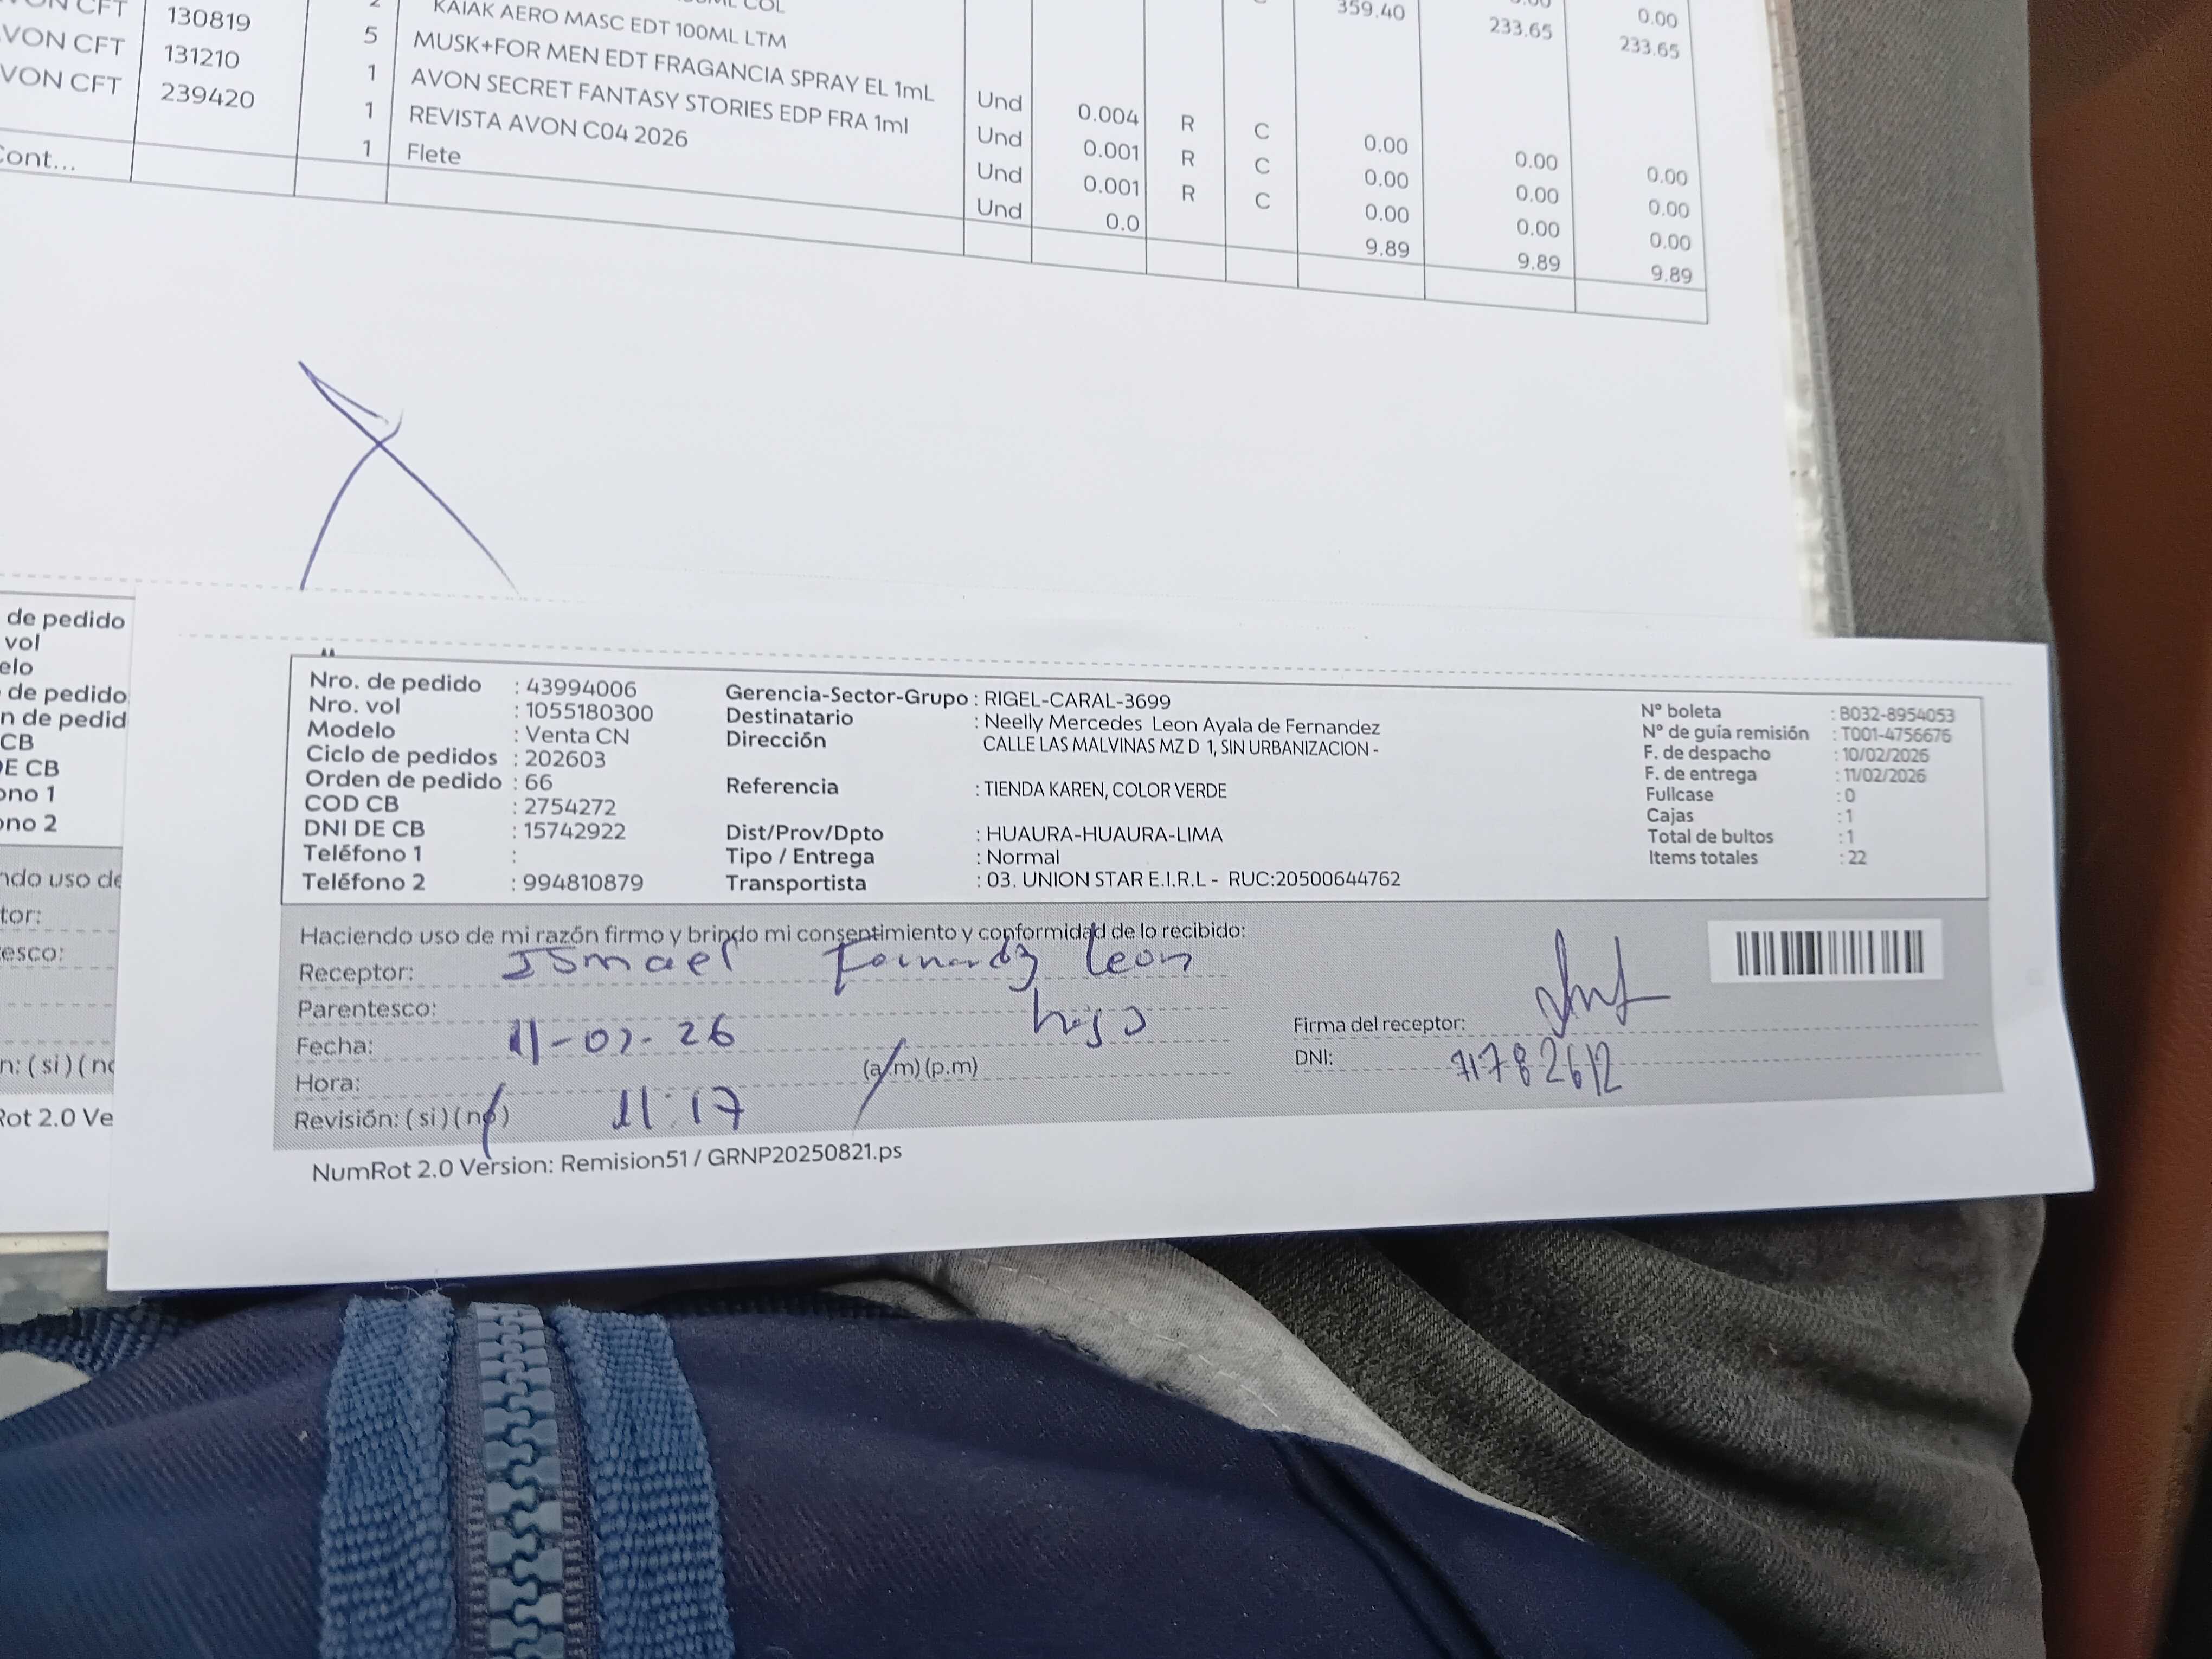 130819 2 KAIAK AERO MASC EDT 100ML LTM 359.40 233.65 233.65
VON CFT 131210 5 MUSK+FOR MEN EDT FRAGANCIA SPRAY EL 1mL Und 0.004 R C 0.00 0.00 0.00
VON CFT 239420 1 AVON SECRET FANTASY STORIES EDP FRA 1ml Und 0.001 R C 0.00 0.00 0.00
1 REVISTA AVON C04 2026 Und 0.001 R C 0.00 0.00 0.00
Cont... 1 Flete Und 0.0 9.89 9.89 9.89
de pedido
vol
elo
de pedido
n de pedid
CB
DE CB
ono 1
ono 2
ndo uso de
tor:
esco:
n: (si) (no
Rot 2.0 Ve
Nro. de pedido : 43994006
Nro. vol : 1055180300
Modelo : Venta CN
Ciclo de pedidos : 202603
Orden de pedido : 66
COD CB : 2754272
DNI DE CB : 15742922
Teléfono 1 :
Teléfono 2 : 994810879
Gerencia-Sector-Grupo : RIGEL-CARAL-3699
Destinatario : Neelly Mercedes Leon Ayala de Fernandez
Dirección CALLE LAS MALVINAS MZ D 1, SIN URBANIZACION -
Referencia : TIENDA KAREN, COLOR VERDE
Dist/Prov/Dpto : HUAURA-HUAURA-LIMA
Tipo / Entrega : Normal
Transportista : 03. UNION STAR E.I.R.L - RUC:20500644762
N° boleta : B032-8954053
N° de guía remisión : T001-4756676
F. de despacho : 10/02/2026
F. de entrega : 11/02/2026
Fullcase : 0
Cajas : 1
Total de bultos : 1
Items totales : 22
Haciendo uso de mi razón firmo y brindo mi consentimiento y conformidad de lo recibido:
Receptor: Ismael Fernandz Leon
Parentesco: hijo
Fecha: 11-02-26
Hora: 11:17 (a/m) (p.m)
Revisión: (si) (no)
Firma del receptor:
DNI: 71782612
NumRot 2.0 Version: Remision51 / GRNP20250821.ps